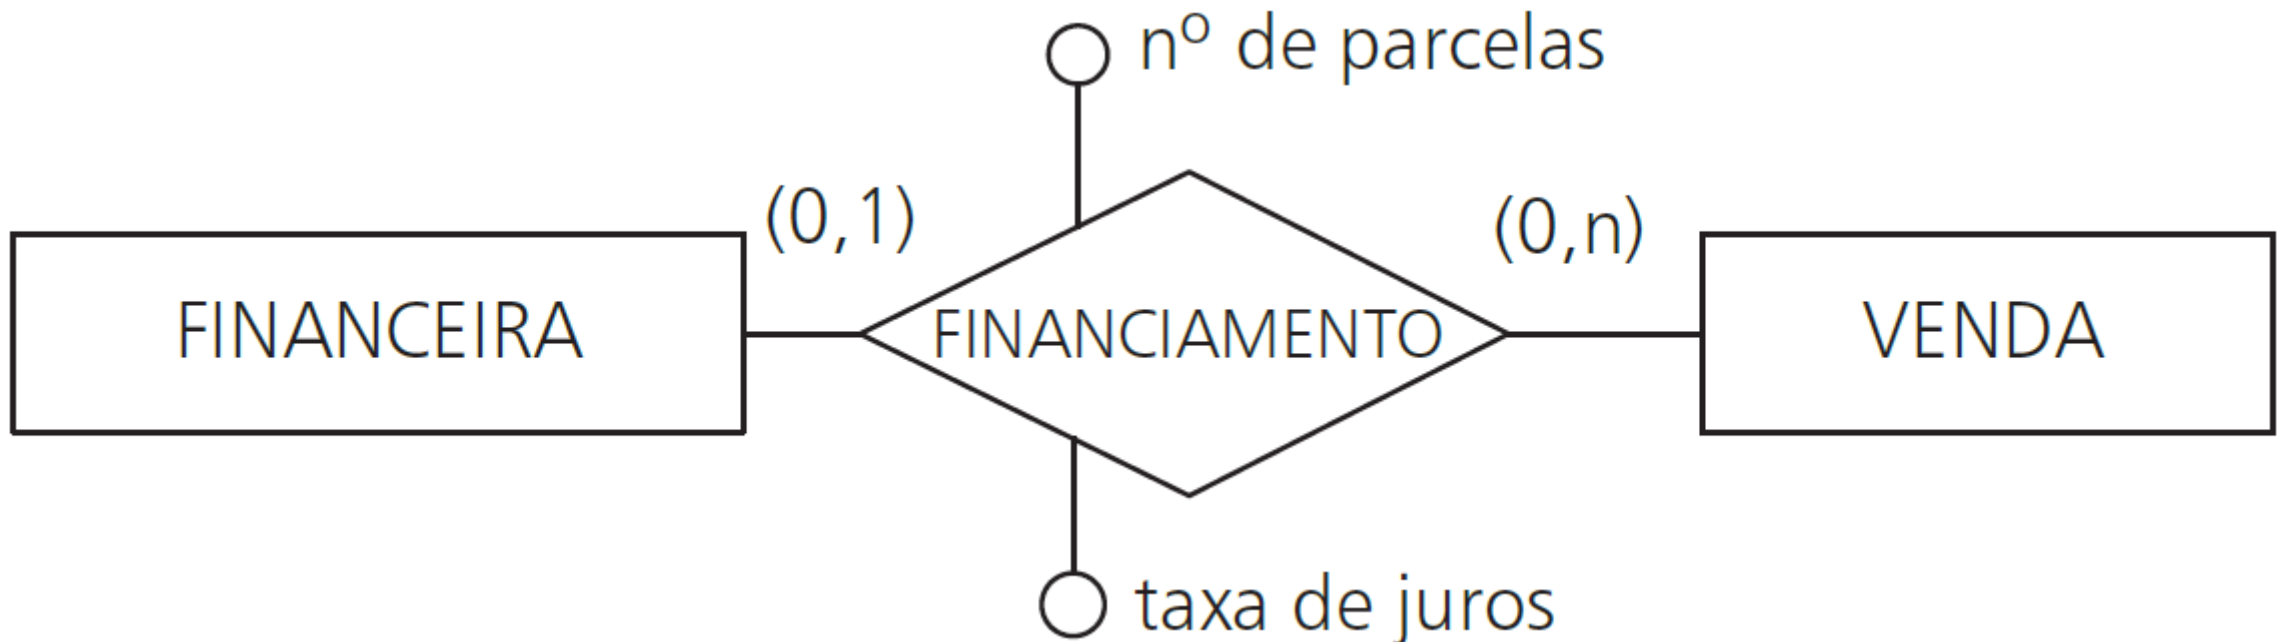 nº de parcelas
(0,1)
(0,n)
FINANCEIRA
FINANCIAMENTO
VENDA
taxa de juros